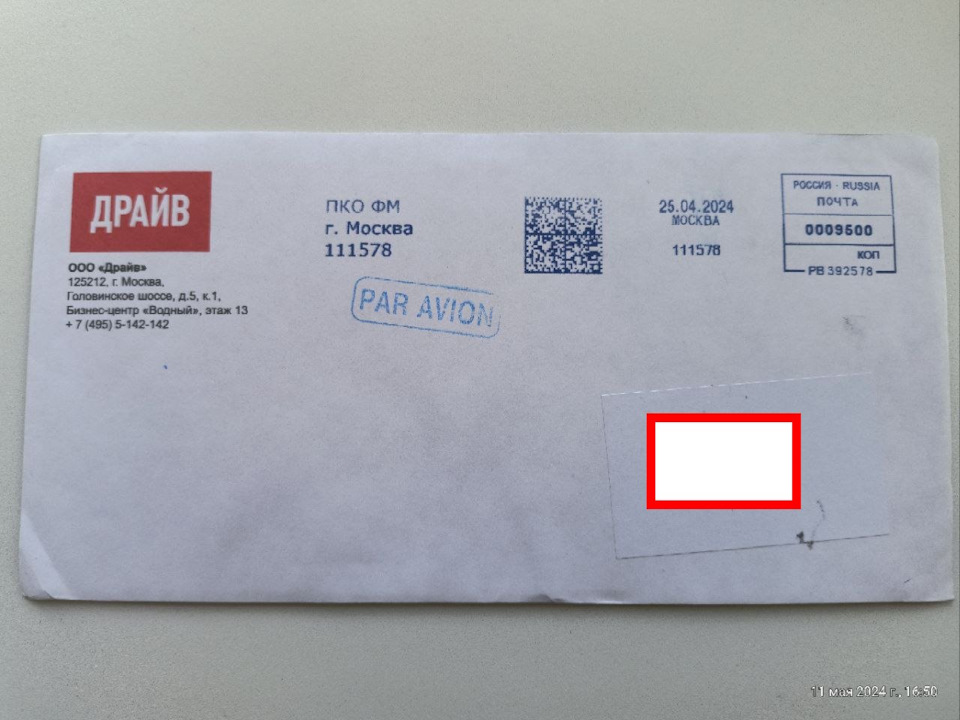 ДРАЙВ
ООО «Драйв»
125212, г. Москва,
Головинское шоссе, д.5, к.1,
Бизнес-центр «Водный», этаж 13
+ 7 (495) 5-142-142
ПКО ФМ
г. Москва
111578
PAR AVION
25.04.2024
МОСКВА
111578
РОССИЯ · RUSSIA
ПОЧТА
0009500
КОП
РВ 392578
11 мая 2024 г., 16:50